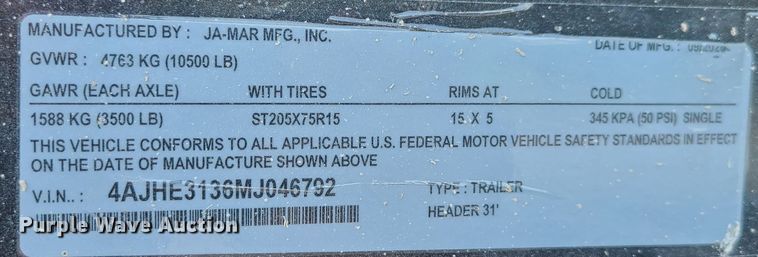 MANUFACTURED BY : JA-MAR MFG., INC.
DATE OF MFG. : 09/2020
GVWR : 4763 KG (10500 LB)
GAWR (EACH AXLE) WITH TIRES RIMS AT COLD
1588 KG (3500 LB) ST205X75R15 15 X 5 345 KPA (50 PSI) SINGLE
THIS VEHICLE CONFORMS TO ALL APPLICABLE U.S. FEDERAL MOTOR VEHICLE SAFETY STANDARDS IN EFFECT
ON THE DATE OF MANUFACTURE SHOWN ABOVE
V.I.N.. : 4AJHE3136MJ046792 TYPE : TRAILER
HEADER 31'
Purple Wave Auction